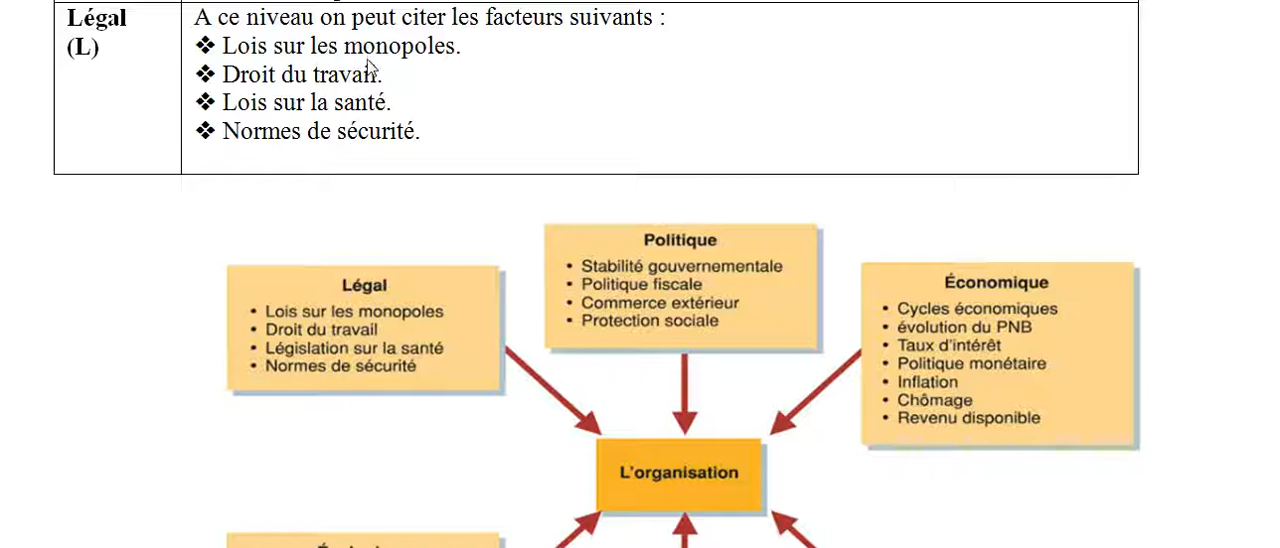 Légal
(L)
A ce niveau on peut citer les facteurs suivants :
❖ Lois sur les monopoles.
❖ Droit du travail.
❖ Lois sur la santé.
❖ Normes de sécurité.
Politique
• Stabilité gouvernementale
• Politique fiscale
• Commerce extérieur
• Protection sociale
Légal
• Lois sur les monopoles
• Droit du travail
• Législation sur la santé
• Normes de sécurité
Économique
• Cycles économiques
• évolution du PNB
• Taux d'intérêt
• Politique monétaire
• Inflation
• Chômage
• Revenu disponible
L'organisation